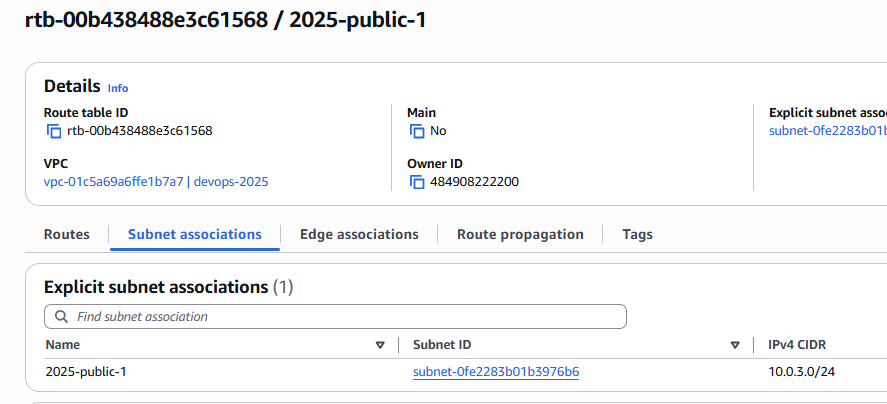 rtb-00b438488e3c61568 / 2025-public-1
Details Info
Route table ID
rtb-00b438488e3c61568
Main
No
Explicit subnet asso
subnet-0fe2283b01b
VPC
vpc-01c5a69a6ffe1b7a7 | devops-2025
Owner ID
484908222200
Routes Subnet associations Edge associations Route propagation Tags
Explicit subnet associations (1)
Find subnet association
Name Subnet ID IPv4 CIDR
2025-public-1 subnet-0fe2283b01b3976b6 10.0.3.0/24